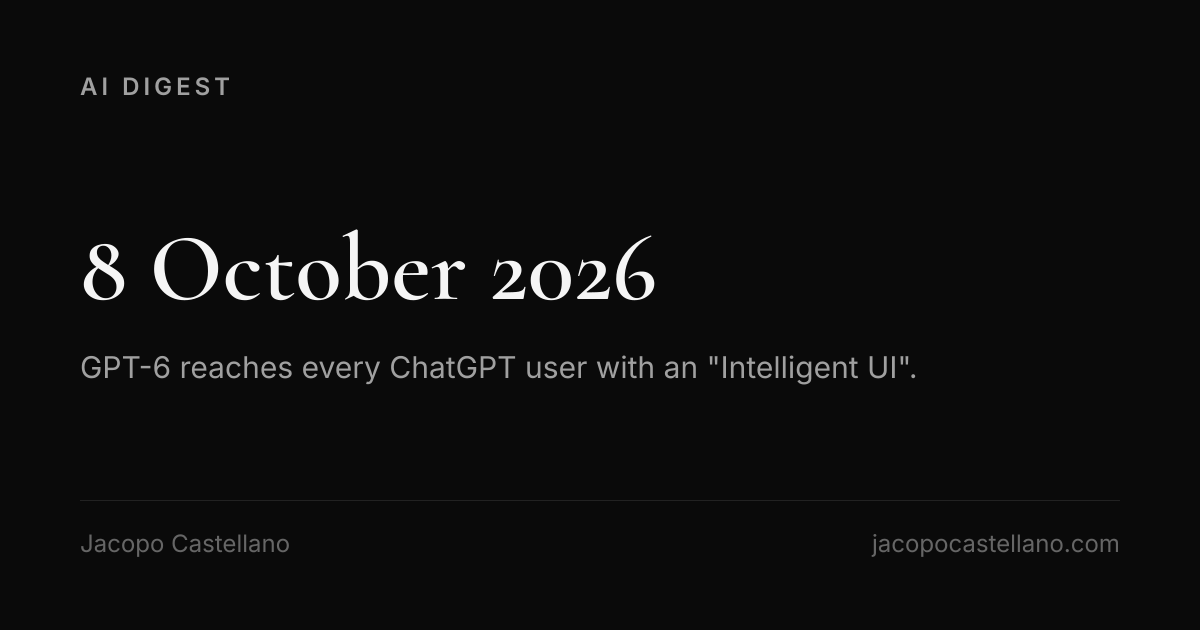 AI DIGEST
8 October 2026
GPT-6 reaches every ChatGPT user with an "Intelligent UI".
Jacopo Castellano
jacopocastellano.com